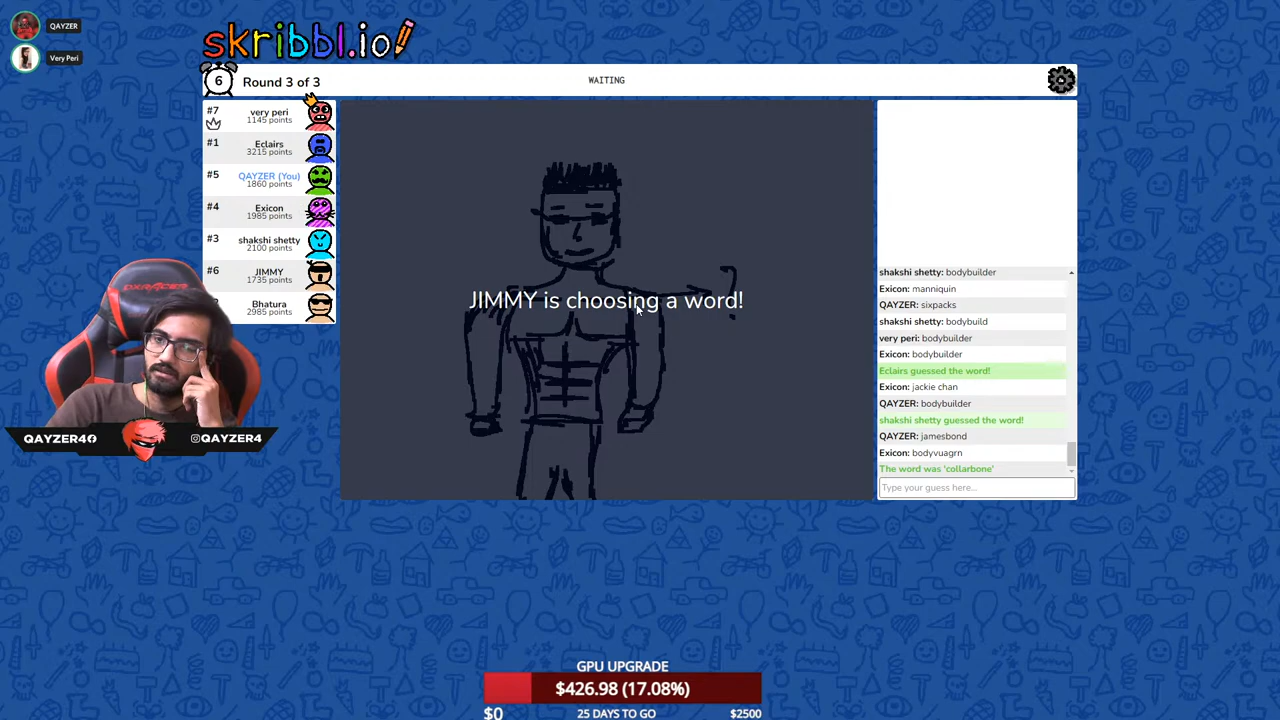 QAYZER
Very Peri
skribbl.io
6
Round 3 of 3
WAITING
#7
very peri
1145 points
#1
Eclairs
3215 points
#5
QAYZER (You)
1860 points
#4
Exicon
1985 points
#3
shakshi shetty
2100 points
#6
JIMMY
1735 points
Bhatura
2985 points
JIMMY is choosing a word!
shakshi shetty: bodybuilder
Exicon: manniquin
QAYZER: sixpacks
shakshi shetty: bodybuild
very peri: bodybuilder
Exicon: bodybuilder
Eclairs guessed the word!
Exicon: jackie chan
QAYZER: bodybuilder
shakshi shetty guessed the word!
QAYZER: jamesbond
Exicon: bodyvuagrn
The word was 'collarbone'
Type your guess here...
DXRACER
QAYZER4
QAYZER4
GPU UPGRADE
$426.98 (17.08%)
$0
25 DAYS TO GO
$2500